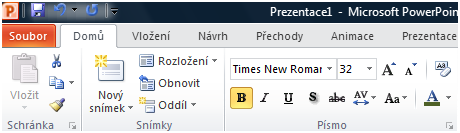 Prezentace1 - Microsoft PowerPoin
Soubor Domů Vložení Návrh Přechody Animace Prezentace
Vložit
Nový snímek
Rozložení
Obnovit
Oddíl
Times New Romar 32 A A
B I U S abc AV Aa A
Schránka Snímky Písmo